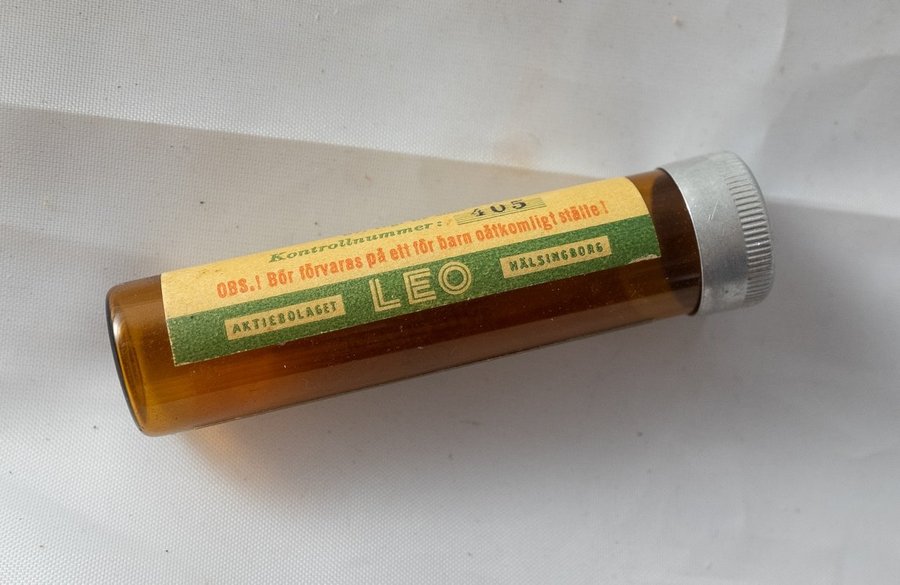 Kontrollnummer: 405
OBS.! Bör förvaras på ett för barn oåtkomligt ställe!
AKTIEBOLAGET LEO HÄLSINGBORG